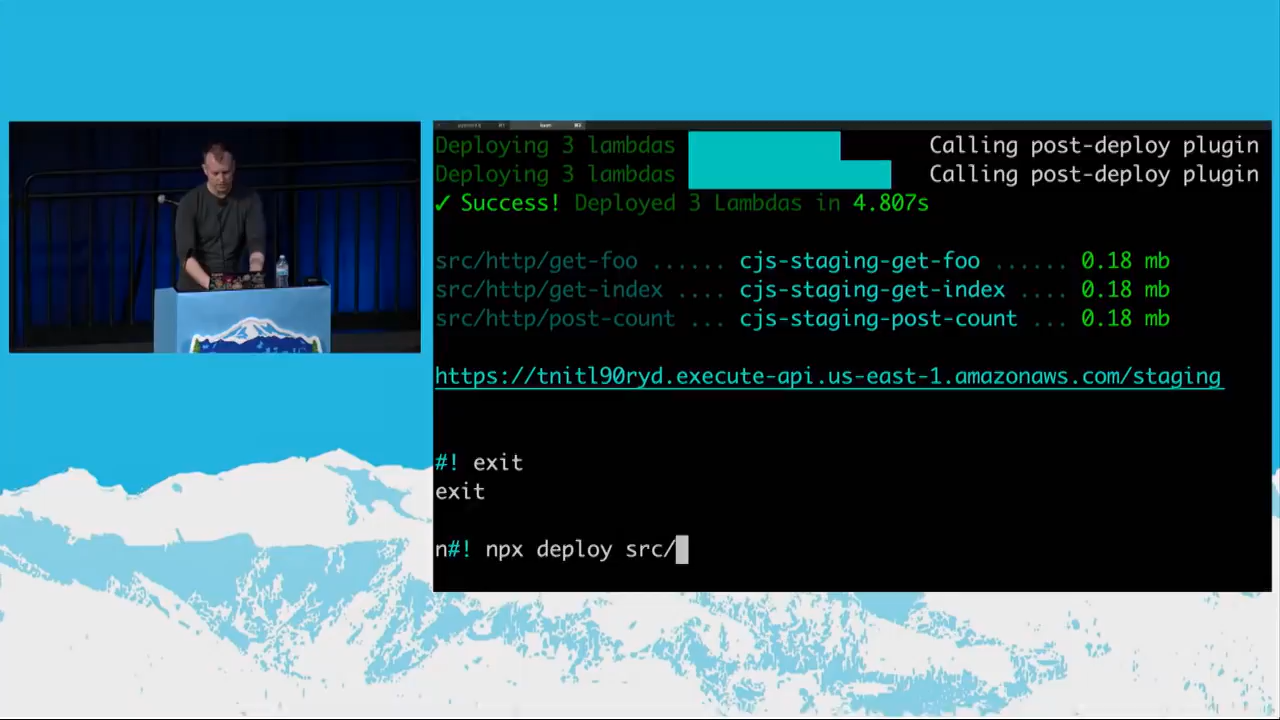 Deploying 3 lambdas Calling post-deploy plugin
Deploying 3 lambdas Calling post-deploy plugin
✓ Success! Deployed 3 Lambdas in 4.807s
src/http/get-foo ...... cjs-staging-get-foo ...... 0.18 mb
src/http/get-index .... cjs-staging-get-index .... 0.18 mb
src/http/post-count ... cjs-staging-post-count ... 0.18 mb
https://tnitl90ryd.execute-api.us-east-1.amazonaws.com/staging
#! exit
exit
n#! npx deploy src/